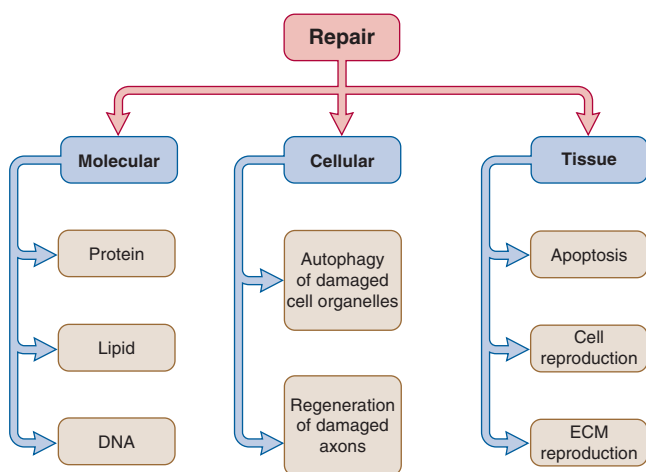 Repair
Molecular
Cellular
Tissue
Protein
Lipid
DNA
Autophagy
of damaged
cell organelles
Regeneration
of damaged
axons
Apoptosis
Cell
reproduction
ECM
reproduction